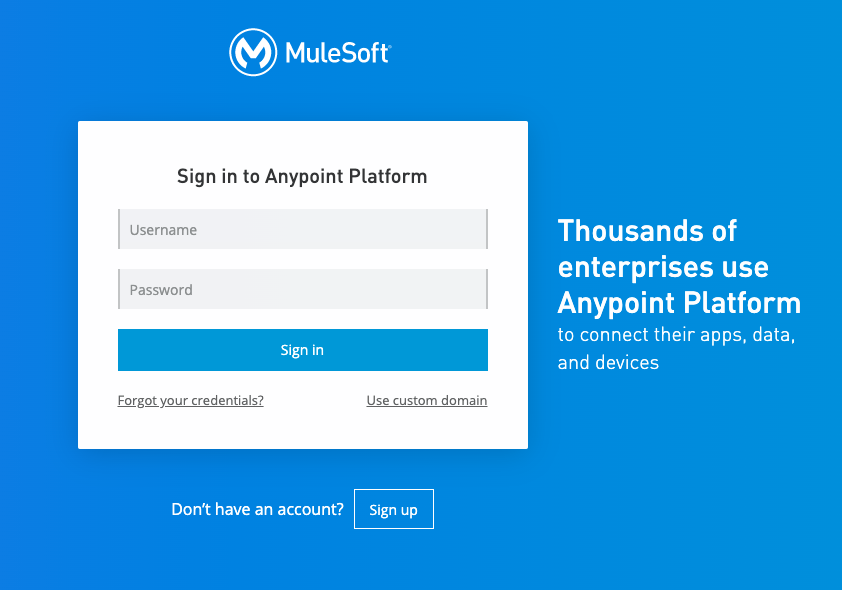 MuleSoft
Sign in to Anypoint Platform
Username
Password
Sign in
Forgot your credentials?
Use custom domain
Don’t have an account?
Sign up
Thousands of
enterprises use
Anypoint Platform
to connect their apps, data,
and devices